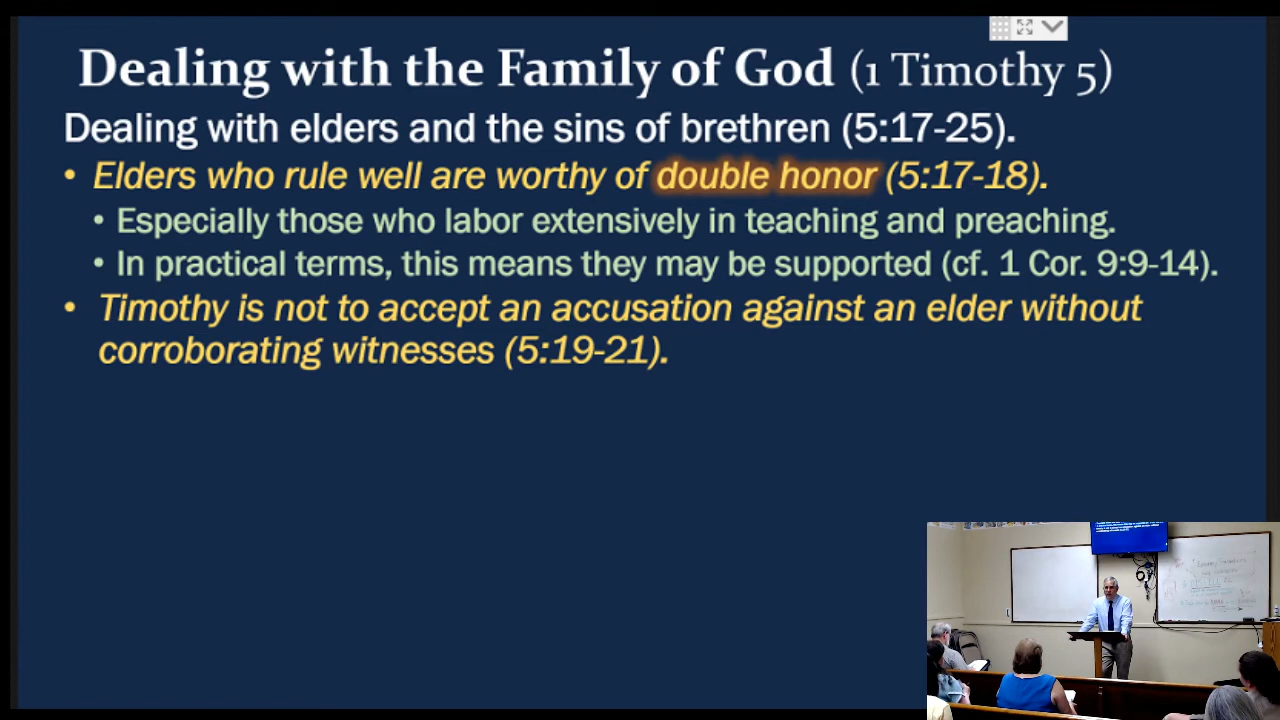 Dealing with the Family of God (1 Timothy 5)
Dealing with elders and the sins of brethren (5:17-25).
• Elders who rule well are worthy of double honor (5:17-18).
• Especially those who labor extensively in teaching and preaching.
• In practical terms, this means they may be supported (cf. 1 Cor. 9:9-14).
• Timothy is not to accept an accusation against an elder without
corroborating witnesses (5:19-21).